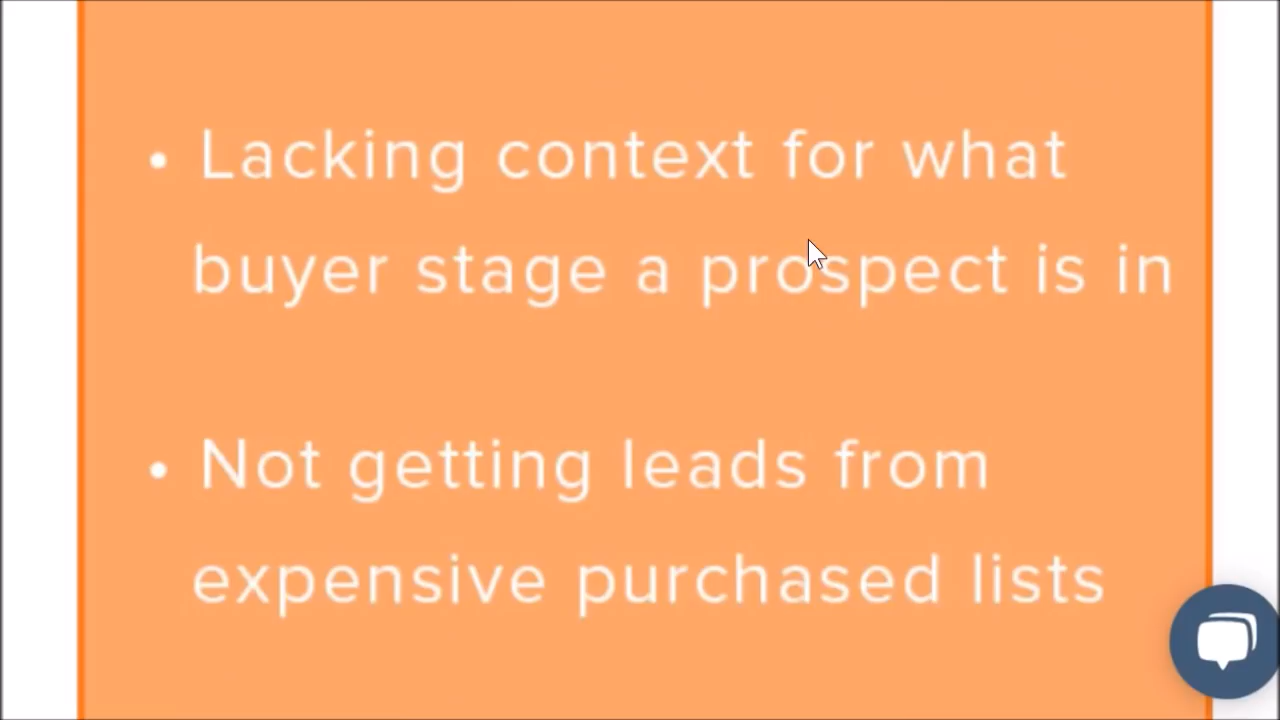 • Lacking context for what
buyer stage a prospect is in
• Not getting leads from
expensive purchased lists